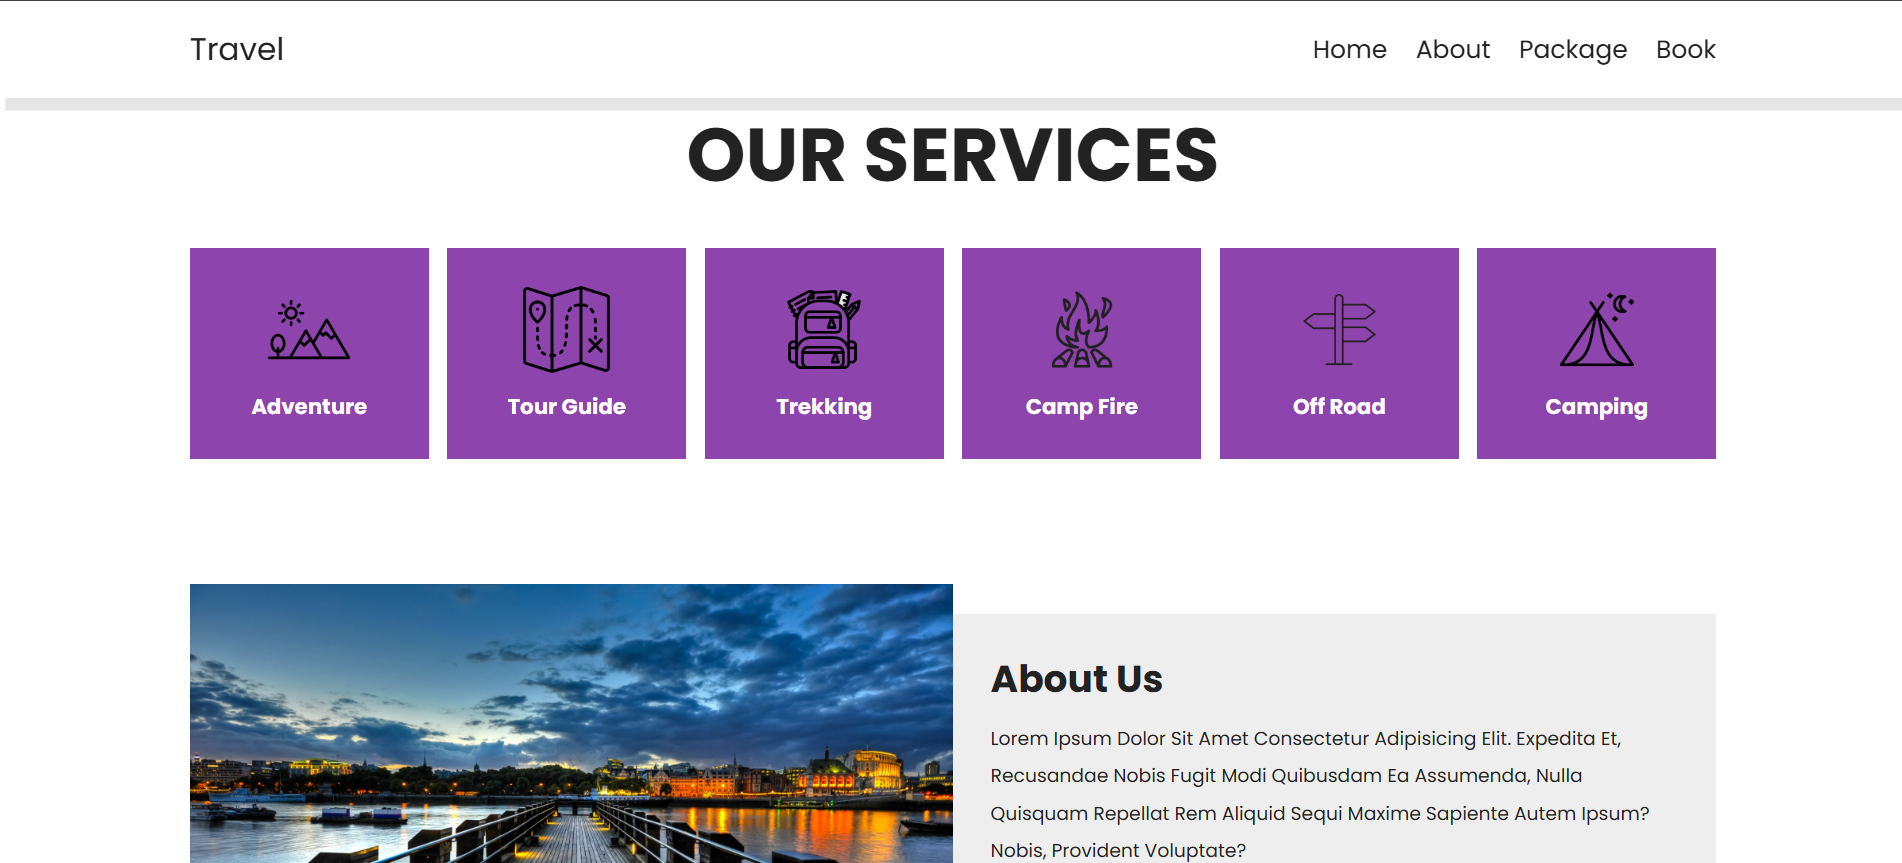 Travel
Home About Package Book
OUR SERVICES
Adventure
Tour Guide
Trekking
Camp Fire
Off Road
Camping
About Us
Lorem Ipsum Dolor Sit Amet Consectetur Adipisicing Elit. Expedita Et,
Recusandae Nobis Fugit Modi Quibusdam Ea Assumenda, Nulla
Quisquam Repellat Rem Aliquid Sequi Maxime Sapiente Autem Ipsum?
Nobis, Provident Voluptate?